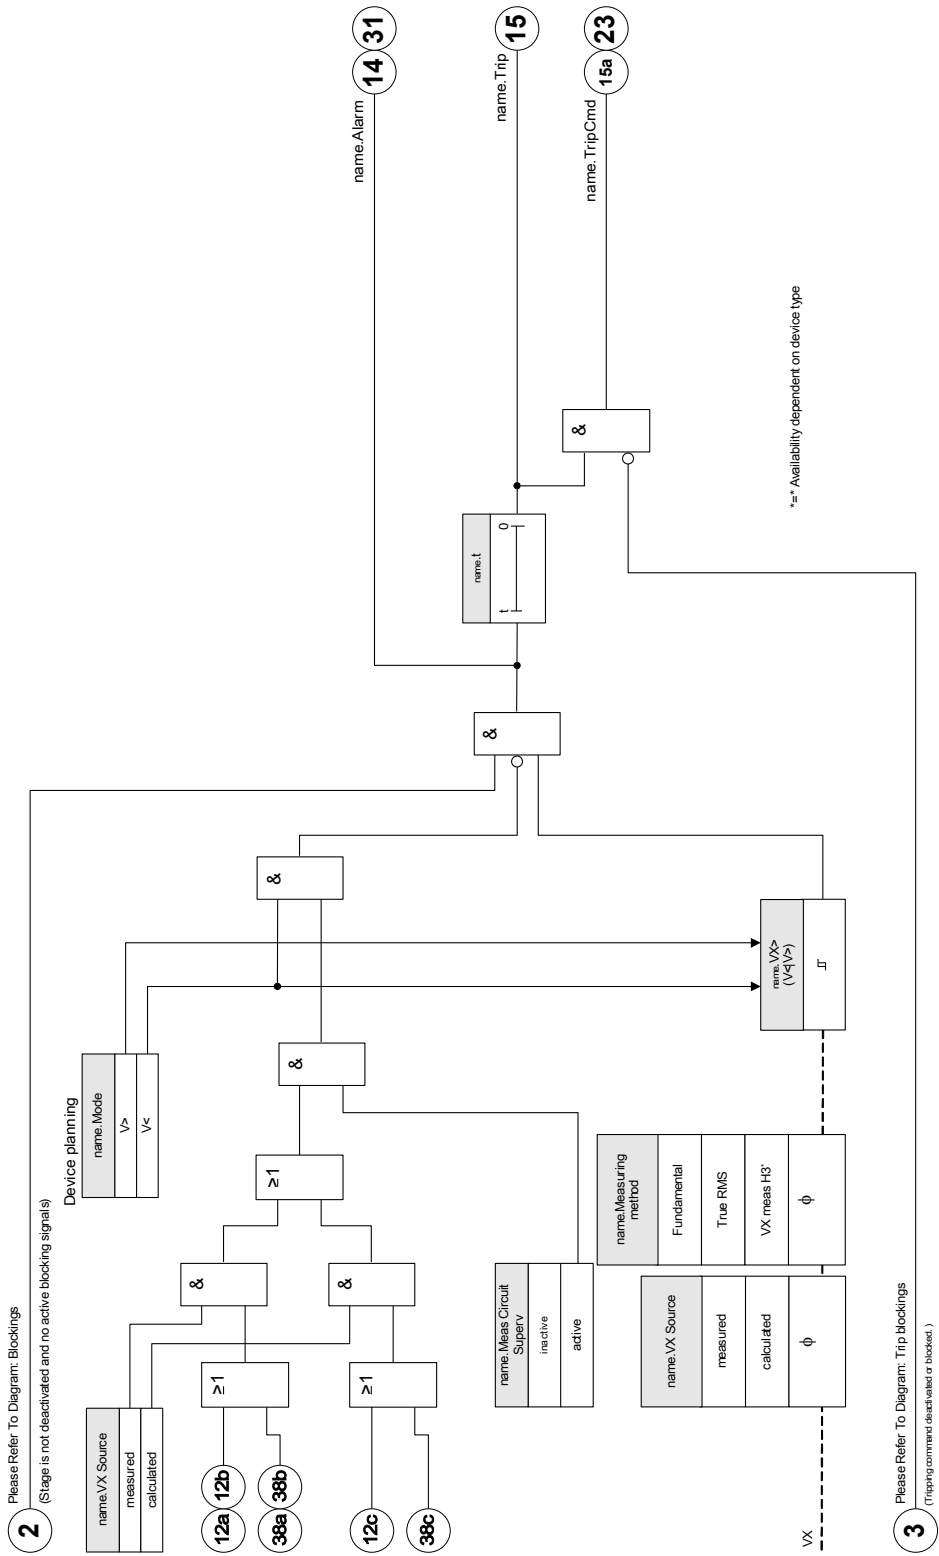 2
Please Refer To Diagram: Blockings
(Stage is not deactivated and no active blocking signals)
Device planning
name.Mode
V>
V<
name.VX Source
measured
calculated
12a
12b
38a
38b
12c
38c
≥1
≥1
&
&
≥1
&
&
name.Meas Circuit
Superv
inactive
active
VX
name.VX Source
measured
calculated
ϕ
name.Measuring
method
Fundamental
True RMS
VX meas H3*
ϕ
name.VX>
(V<|V>)
&
name.t
t
0
&
name.Alarm
14
31
name.Trip
15
name.TripCmd
15a
23
*=* Availability dependent on device type
3
Please Refer To Diagram: Trip blockings
(Tripping command deactivated or blocked. )